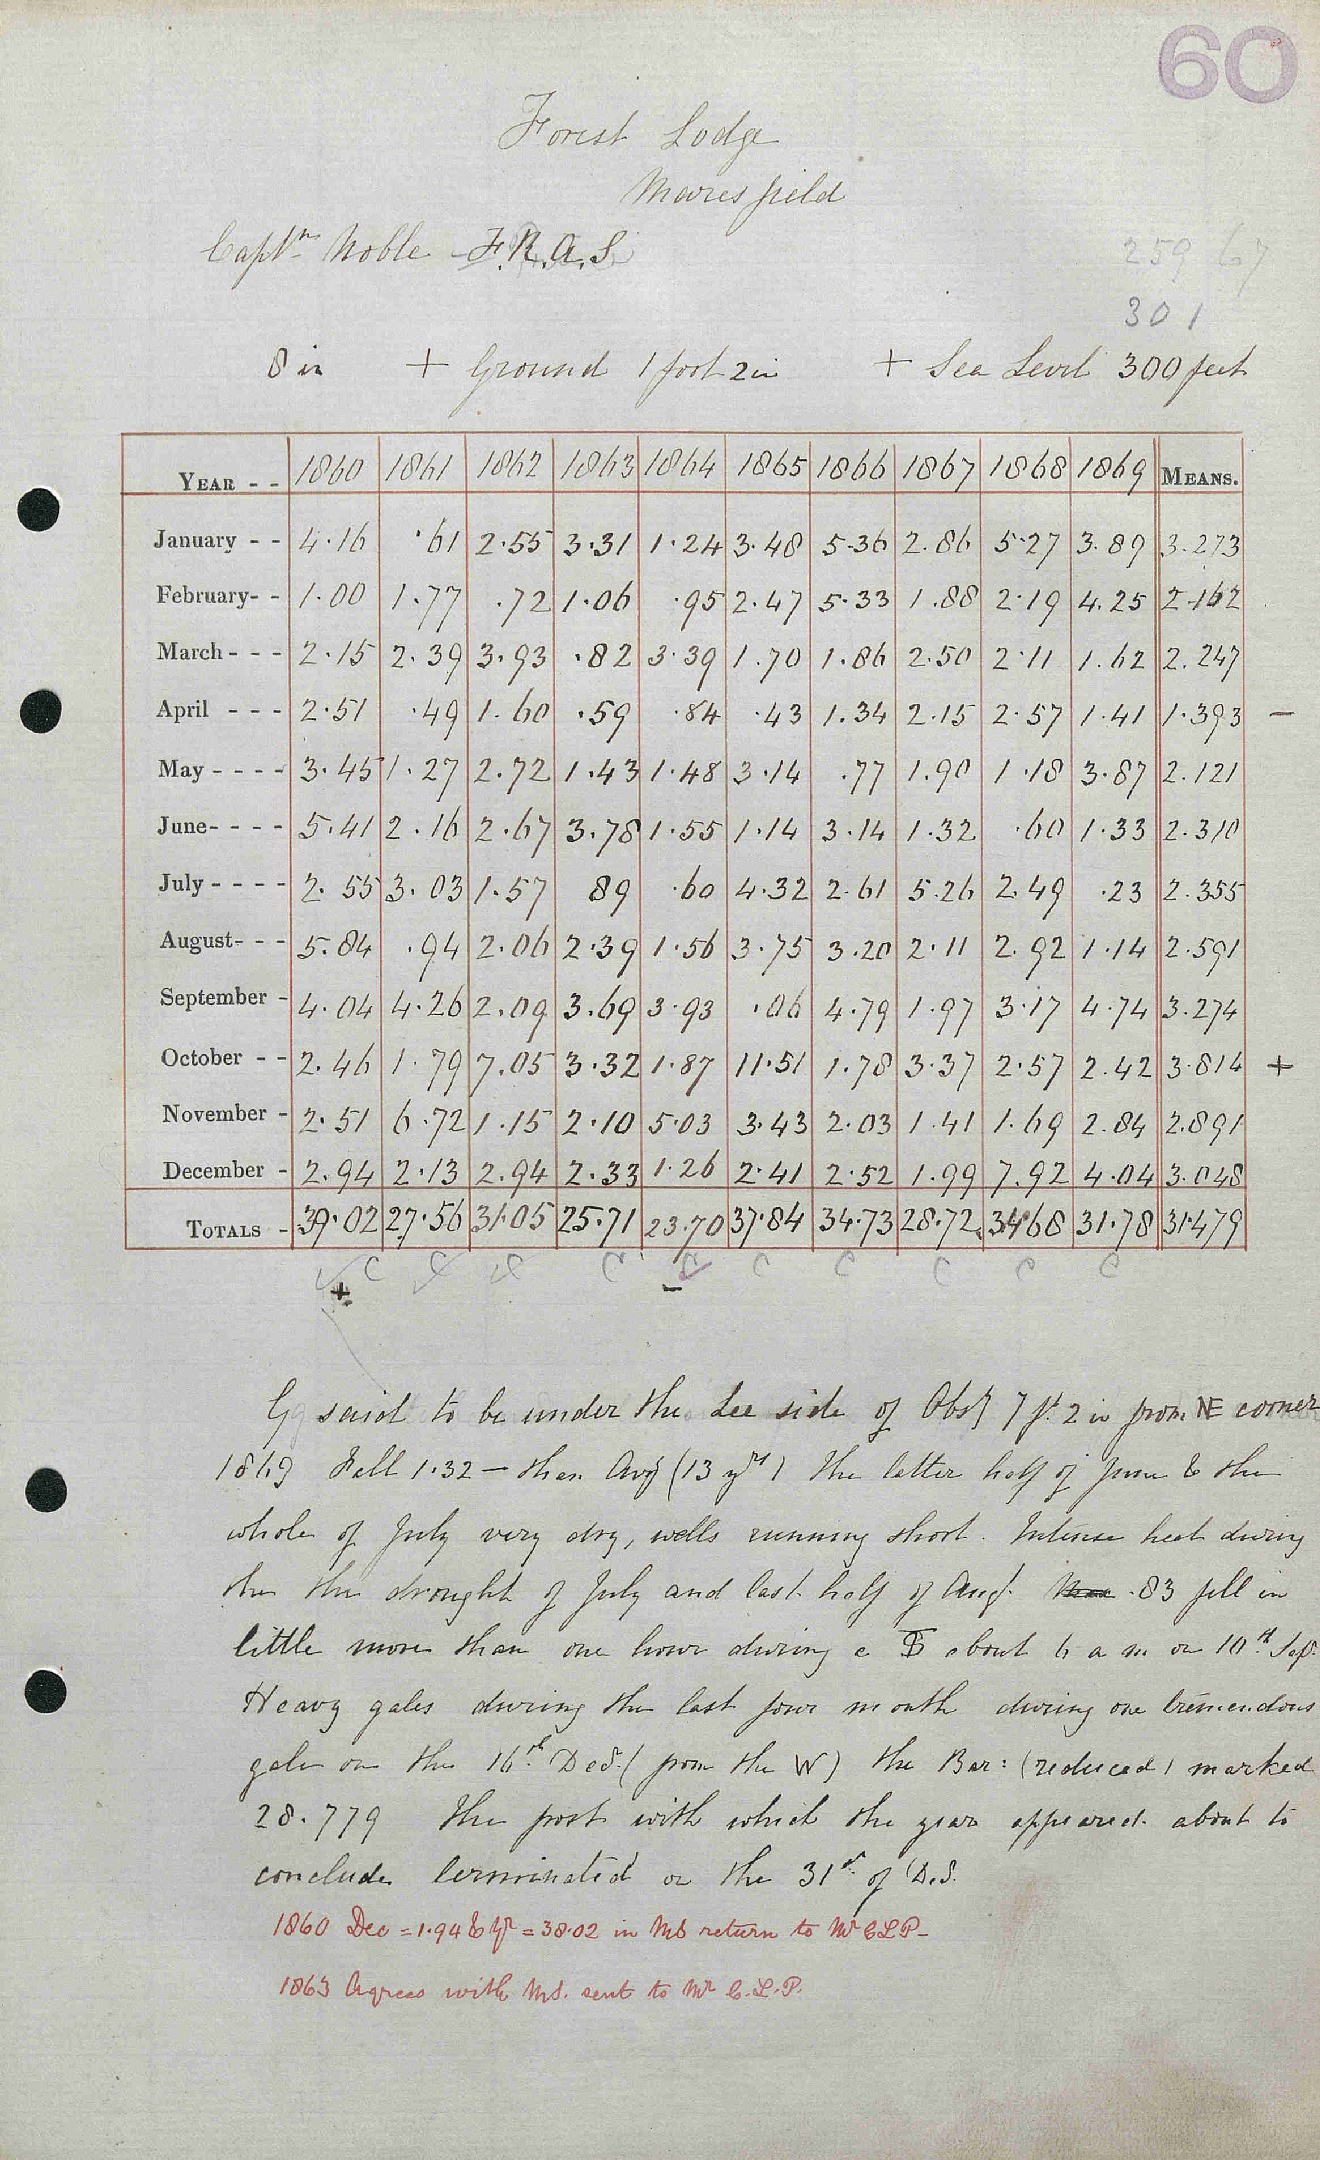 60
Forest Lodge
Maresfield
Captn Noble F.R.A.S
259 67
301
8 in + Ground 1 foot 2 in + Sea Level 300 feet
YEAR - - 1860 1861 1862 1863 1864 1865 1866 1867 1868 1869 MEANS.
January - - 4.16 .61 2.55 3.31 1.24 3.48 5.36 2.86 5.27 3.89 3.273
February- - 1.00 1.77 .72 1.06 .95 2.47 5.33 1.88 2.19 4.25 2.162
March - - - 2.15 2.39 3.93 .82 3.39 1.70 1.86 2.50 2.11 1.62 2.247
April - - - 2.51 .49 1.60 .59 .84 .43 1.34 2.15 2.57 1.41 1.393 -
May - - - - 3.45 1.27 2.72 1.43 1.48 3.14 .77 1.90 1.18 3.87 2.121
June- - - - 5.41 2.16 2.67 3.78 1.55 1.14 3.14 1.32 .60 1.33 2.310
July - - - - 2.55 3.03 1.57 89 .60 4.32 2.61 5.26 2.49 .23 2.355
August- - - 5.84 .94 2.06 2.39 1.56 3.75 3.20 2.11 2.92 1.14 2.591
September - 4.04 4.26 2.09 3.69 3.93 .06 4.79 1.97 3.17 4.74 3.274
October - - 2.46 1.79 7.05 3.32 1.87 11.51 1.78 3.37 2.57 2.42 3.814 +
November - 2.51 6.72 1.15 2.10 5.03 3.43 2.03 1.41 1.69 2.84 2.891
December - 2.94 2.13 2.94 2.33 1.26 2.41 2.52 1.99 7.92 4.04 3.048
TOTALS - 39.02 27.56 31.05 25.71 23.70 37.84 34.73 28.72 34.68 31.78 31.479
C C C C C C C C C C
+ -
G said to be under the Lee side of Obsy 7 ft 2 in from NE corner
1869 Fall 1.32 - than Avg (13 yrs) The latter half of June & the
whole of July very dry, wells running short. Intense heat during
the the drought of July and last half of Augt. .83 fell in
little more than one hour during a about 6 a m on 10th Sep.
Heavy gales during the last four month during one tremendous
gale on the 16th Decr. (from the W) the Bar: (reduced) marked
28.779 The frost with which the year appeared about to
conclude terminated on the 31st of D.S.
1860 Dec = 1.94 & Yr = 38.02 in MS return to Mr GLP-
1863 Agrees with MS. sent to Mr G.L.P.